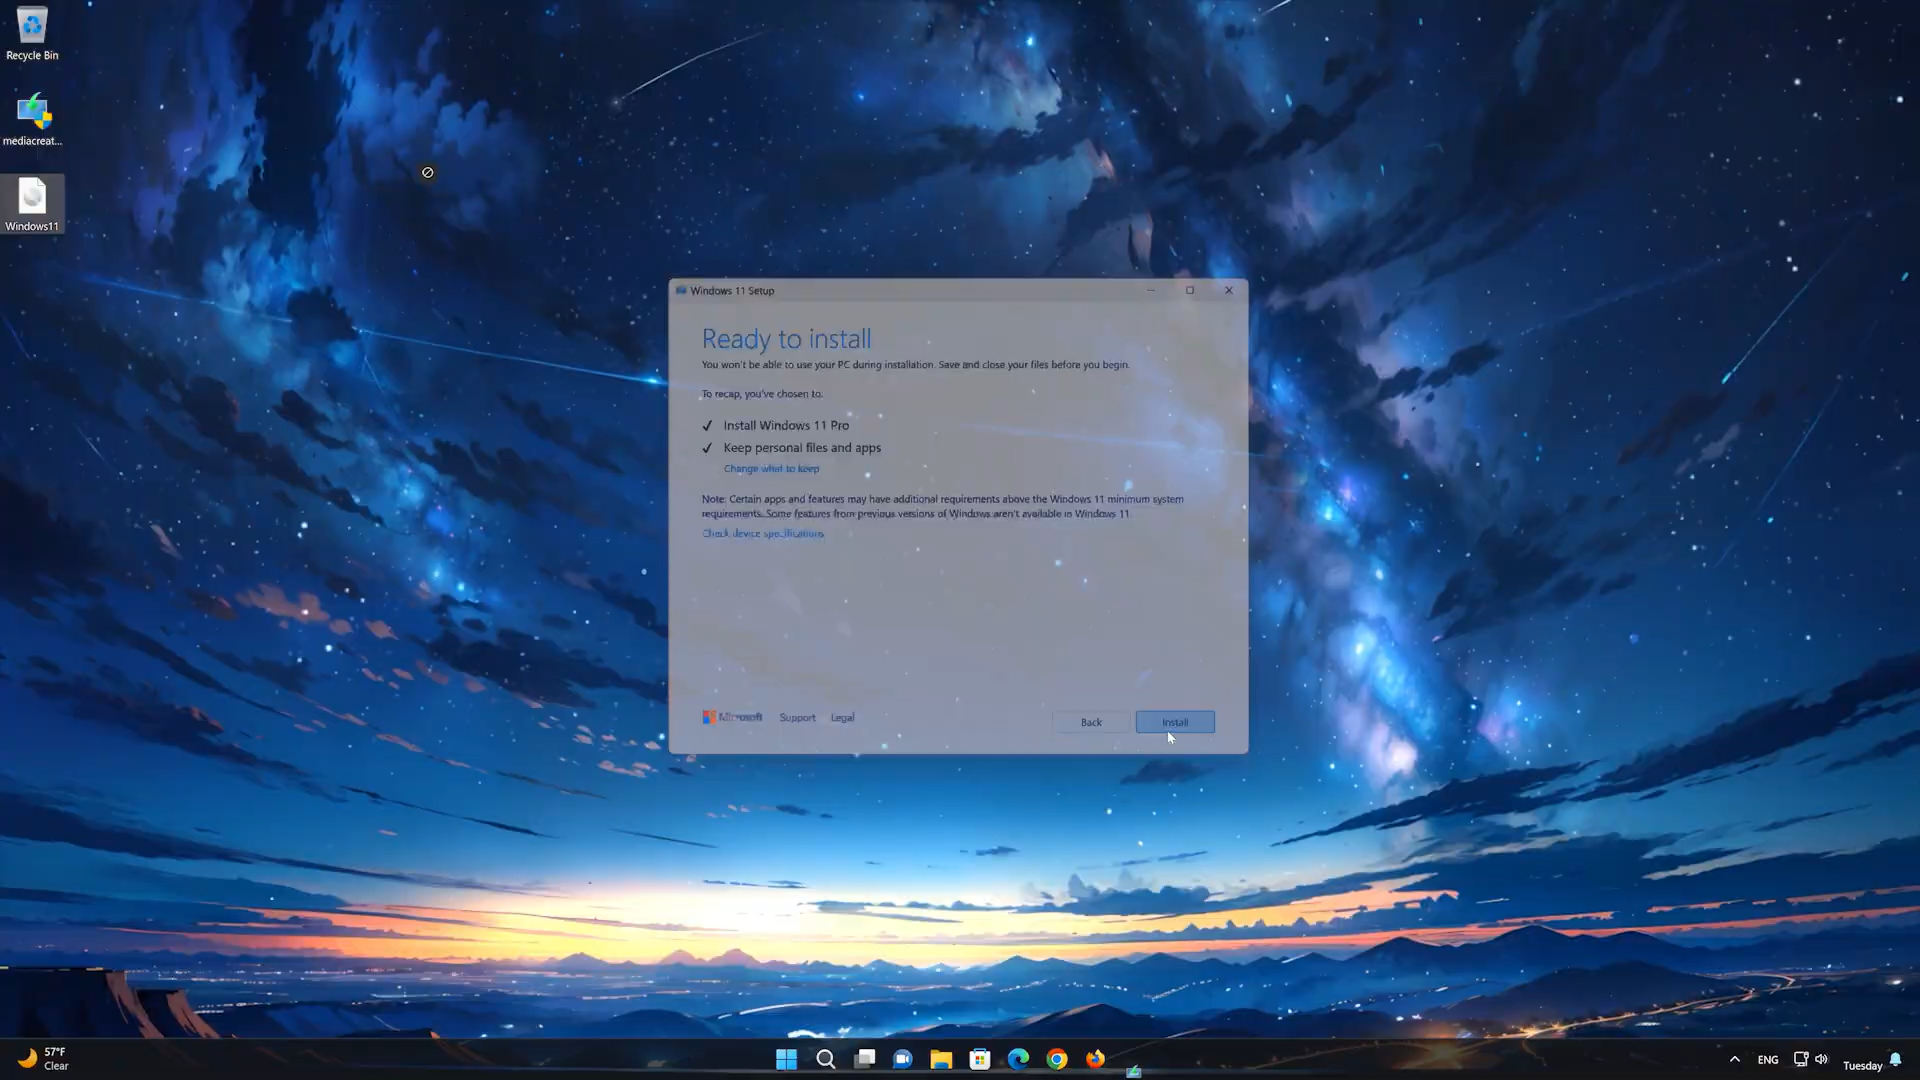 Recycle Bin
mediacreat...
Windows11
Windows 11 Setup
Ready to install
You won't be able to use your PC during installation. Save and close your files before you begin.
To recap, you've chosen to:
Install Windows 11 Pro
Keep personal files and apps
Change what to keep
Note: Certain apps and features may have additional requirements above the Windows 11 minimum system
requirements. Some features from previous versions of Windows aren't available in Windows 11.
Check device specifications
Microsoft Support Legal
Back Install
57°F
Clear
ENG
Tuesday